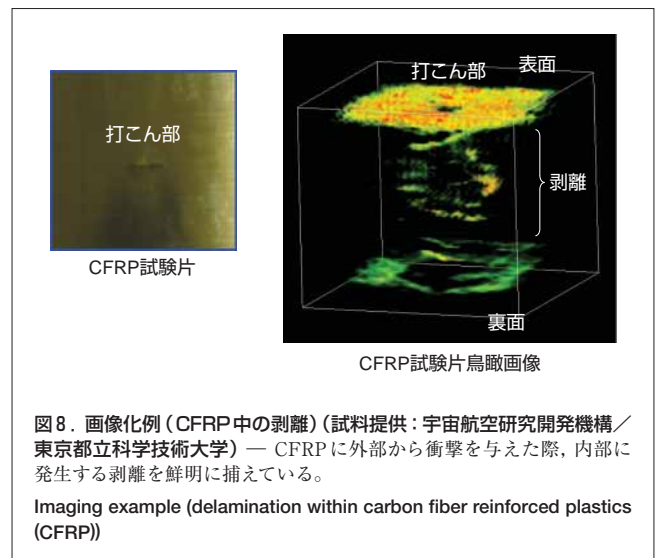 打こん部
CFRP試験片
打こん部
表面
剥離
裏面
CFRP試験片鳥瞰画像
図8．画像化例（CFRP中の剥離）（試料提供：宇宙航空研究開発機構／
東京都立科学技術大学）— CFRPに外部から衝撃を与えた際，内部に
発生する剥離を鮮明に捕えている。
Imaging example (delamination within carbon fiber reinforced plastics
(CFRP))